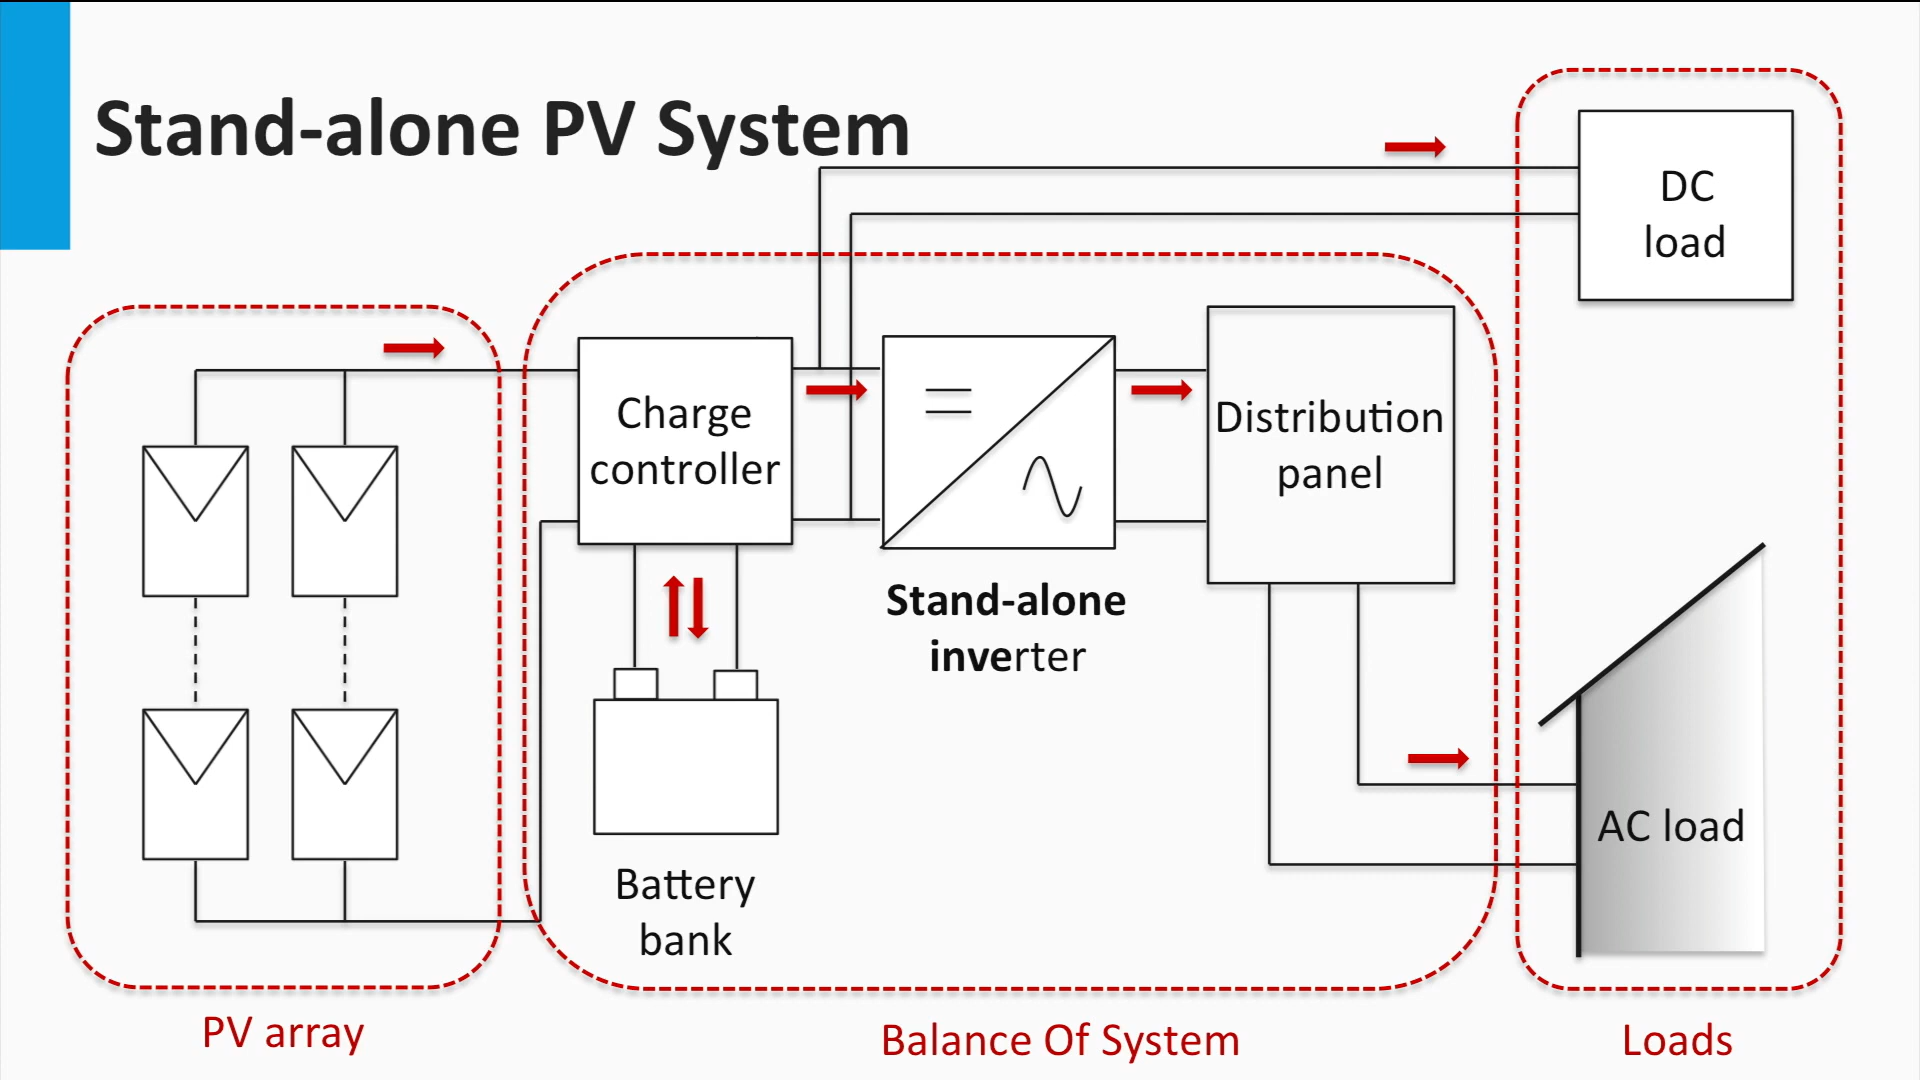 Stand-alone PV System
DC
load
Charge
controller
Distribution
panel
Stand-alone
inverter
AC load
Battery
bank
PV array
Balance Of System
Loads